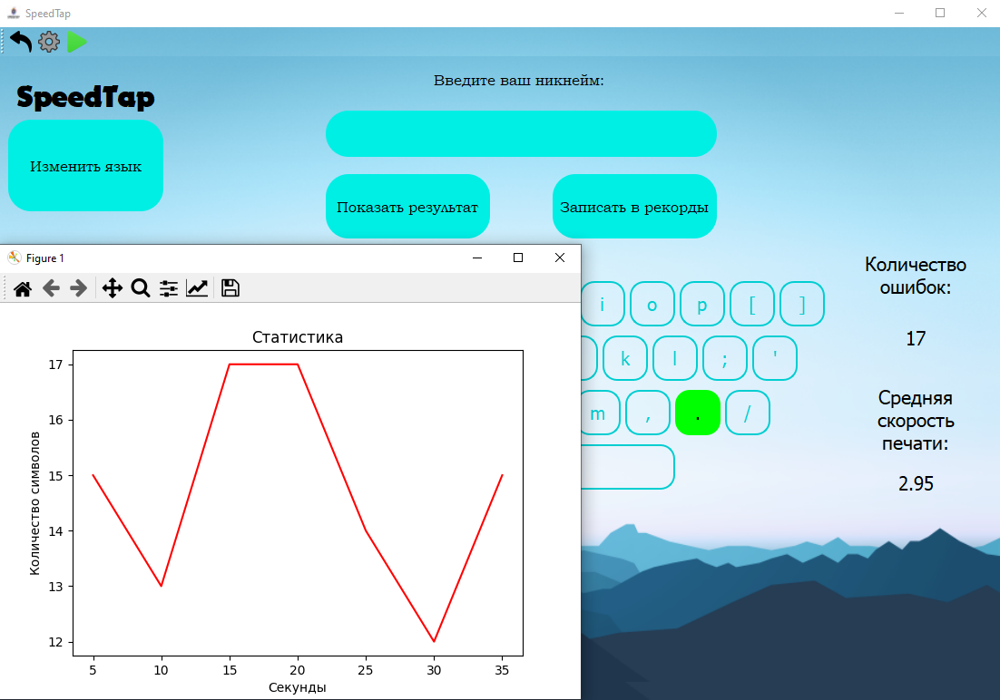 SpeedTap
SpeedTap
Введите ваш никнейм:
Изменить язык
Показать результат
Записать в рекорды
Figure 1
Статистика
17
16
15
14
13
12
Количество символов
5 10 15 20 25 30 35
Секунды
i o p [ ]
k l ; '
m , . /
Количество
ошибок:
17
Средняя
скорость
печати:
2.95